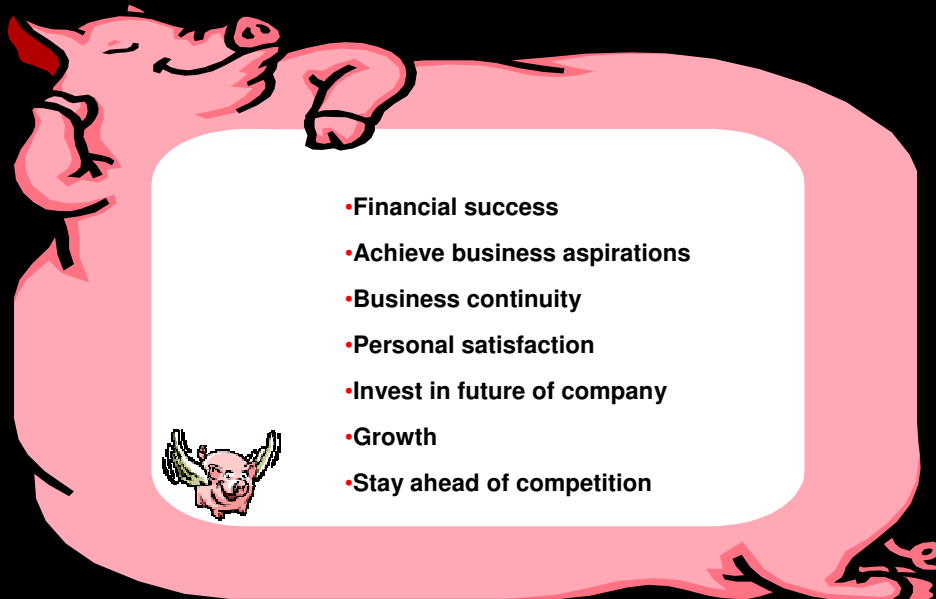 •Financial success
•Achieve business aspirations
•Business continuity
•Personal satisfaction
•Invest in future of company
•Growth
•Stay ahead of competition